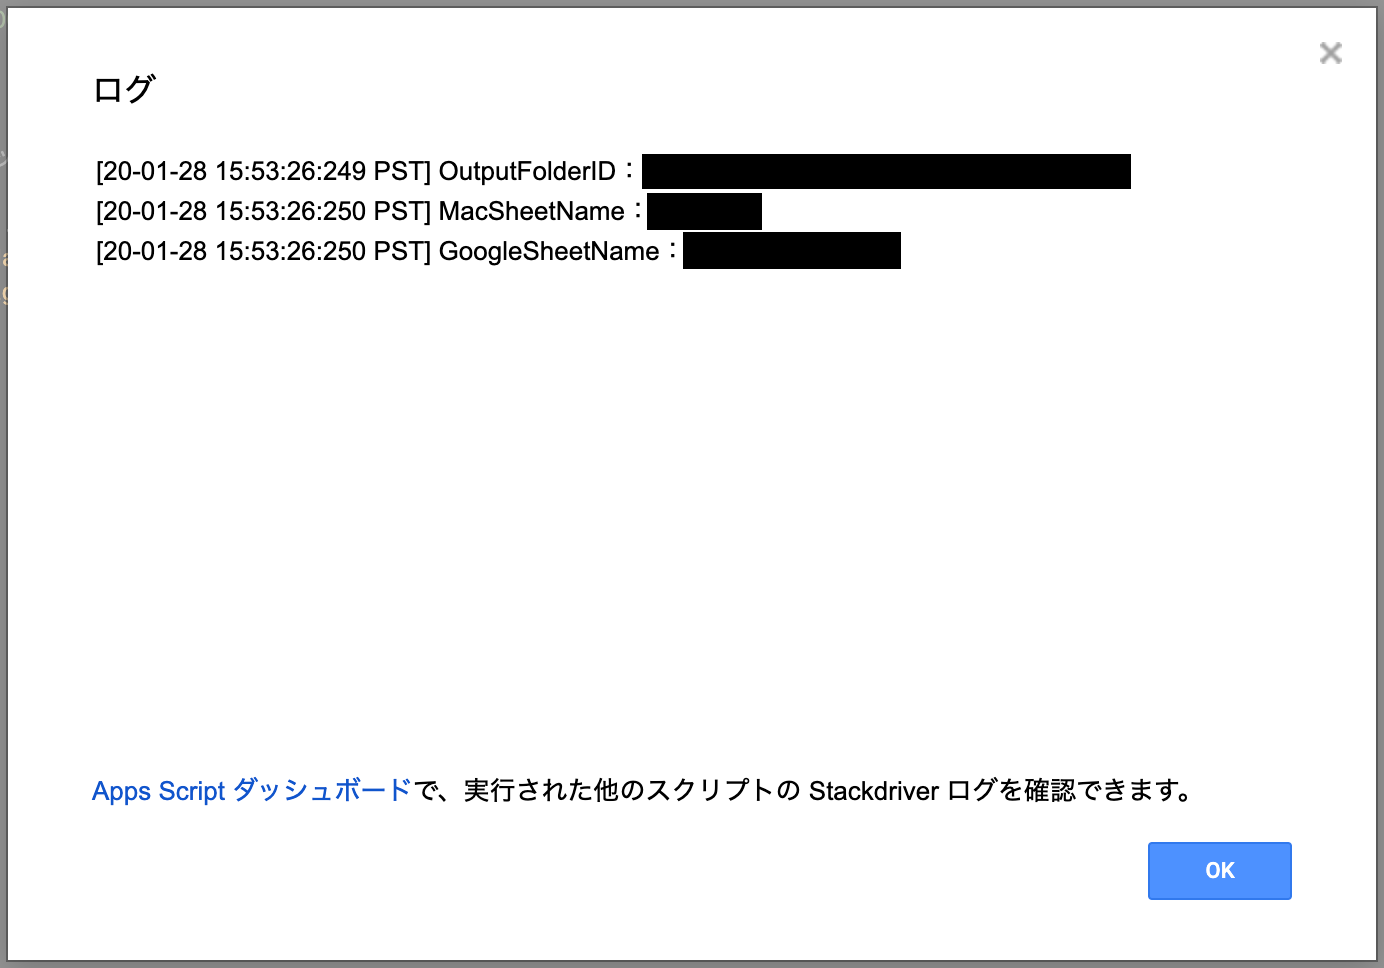 ログ
[20-01-28 15:53:26:249 PST] OutputFolderID：
[20-01-28 15:53:26:250 PST] MacSheetName：
[20-01-28 15:53:26:250 PST] GoogleSheetName：
Apps Script ダッシュボードで、実行された他のスクリプトの Stackdriver ログを確認できます。
OK